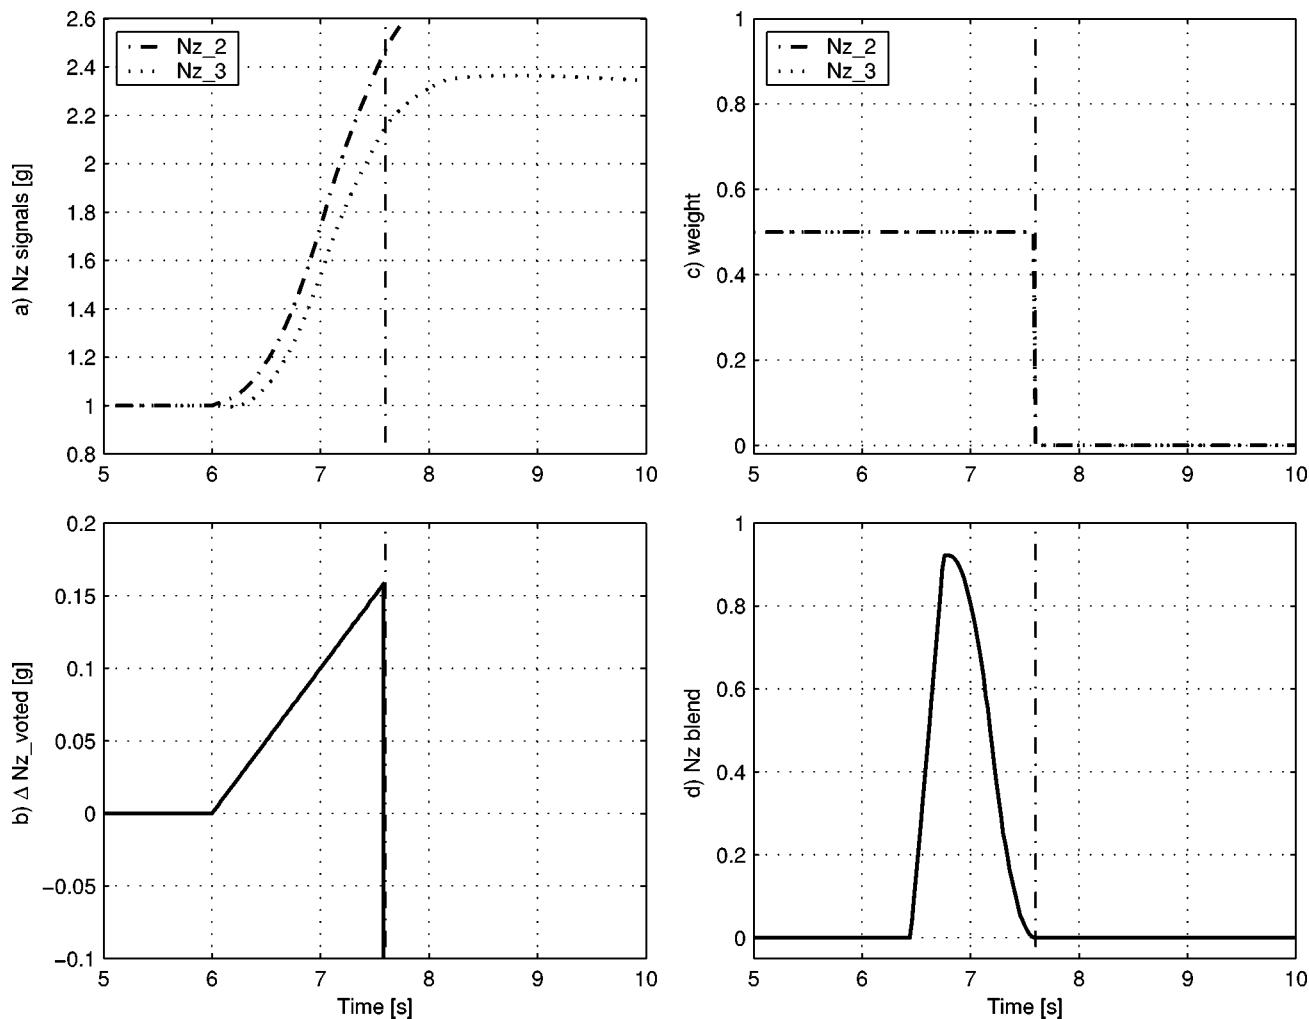 a) Nz signals [g]
2.6
2.4
2.2
2
1.8
1.6
1.4
1.2
1
0.8
Nz_2
Nz_3
5 6 7 8 9 10
c) weight
1
0.8
0.6
0.4
0.2
0
Nz_2
Nz_3
5 6 7 8 9 10
b) Δ Nz_voted [g]
0.2
0.15
0.1
0.05
0
−0.05
−0.1
5 6 7 8 9 10
Time [s]
d) Nz blend
1
0.8
0.6
0.4
0.2
0
5 6 7 8 9 10
Time [s]